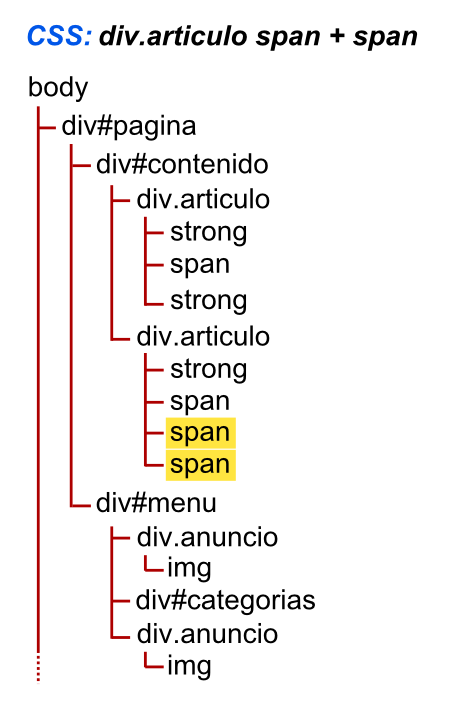 CSS: div.articulo span + span
body
div#pagina
div#contenido
div.articulo
strong
span
strong
div.articulo
strong
span
span
span
div#menu
div.anuncio
img
div#categorias
div.anuncio
img